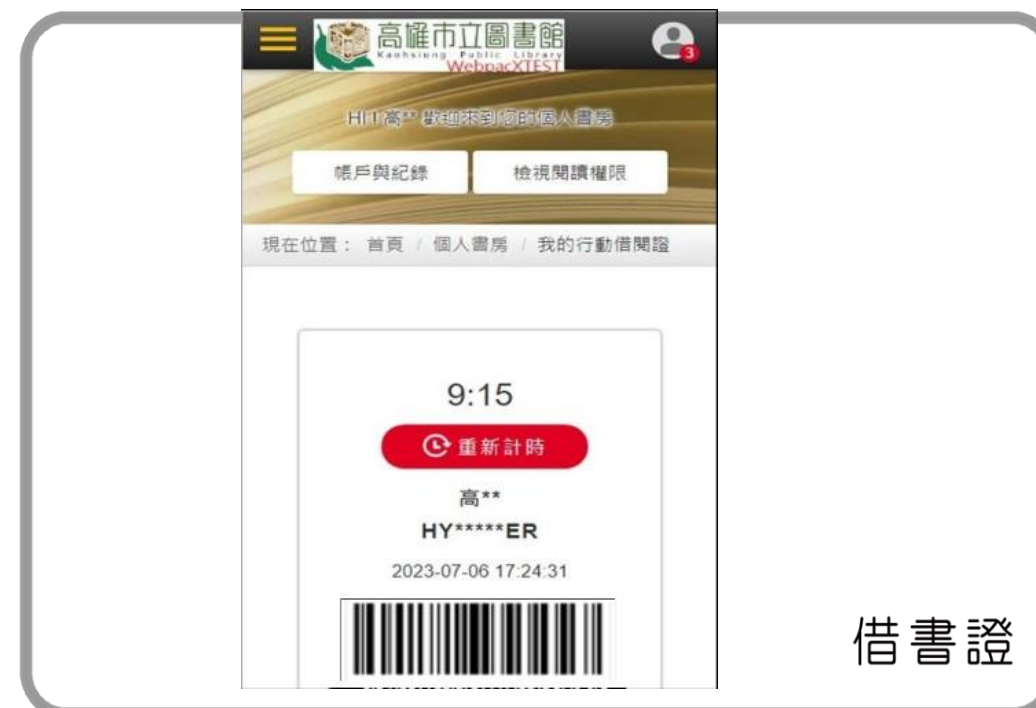 高雄市立圖書館
Kaohsiung Public Library
WebpacXTEST
3
HI ! 高** 歡迎來到您的個人書房
帳戶與紀錄
檢視閱讀權限
現在位置： 首頁 / 個人書房 / 我的行動借閱證
9:15
重新計時
高**
HY*****ER
2023-07-06 17:24:31
借書證